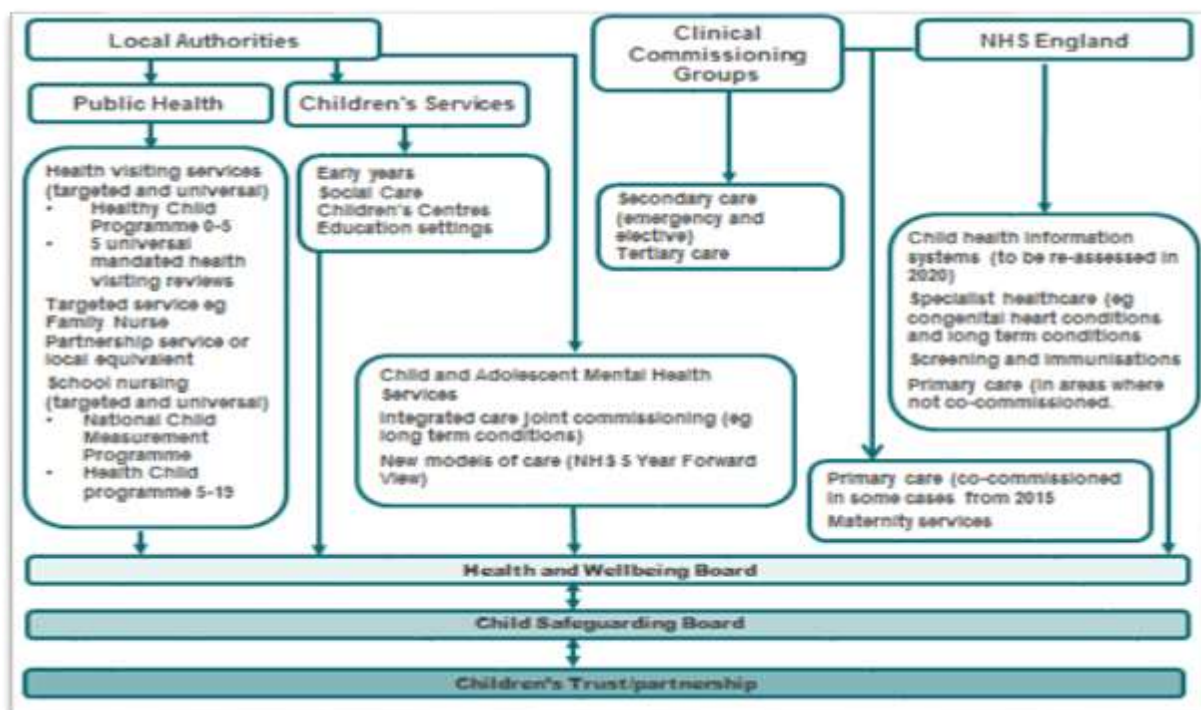 Local Authorities
Clinical
Commissioning
Groups
NHS England
Public Health
Children's Services
Health visiting services
(targeted and universal)
• Healthy Child
Programme 0-5
• 5 universal
mandated health
visiting reviews
Targeted service eg
Family Nurse
Partnership service or
local equivalent
School nursing
(targeted and universal)
• National Child
Measurement
Programme
• Health Child
programme 5-19
Early years
Social Care
Children's Centres
Education settings
Secondary care
(emergency and
elective)
Tertiary care
Child health information
systems (to be re-assessed in
2020)
Specialist healthcare (eg
congenital heart conditions
and long term conditions
Screening and immunisations
Primary care (in areas where
not co-commissioned.
Child and Adolescent Mental Health
Services
Integrated care joint commissioning (eg
long term conditions)
New models of care (NHS 5 Year Forward
View)
Primary care (co-commissioned
in some cases from 2015
Maternity services
Health and Wellbeing Board
Child Safeguarding Board
Children's Trust/partnership